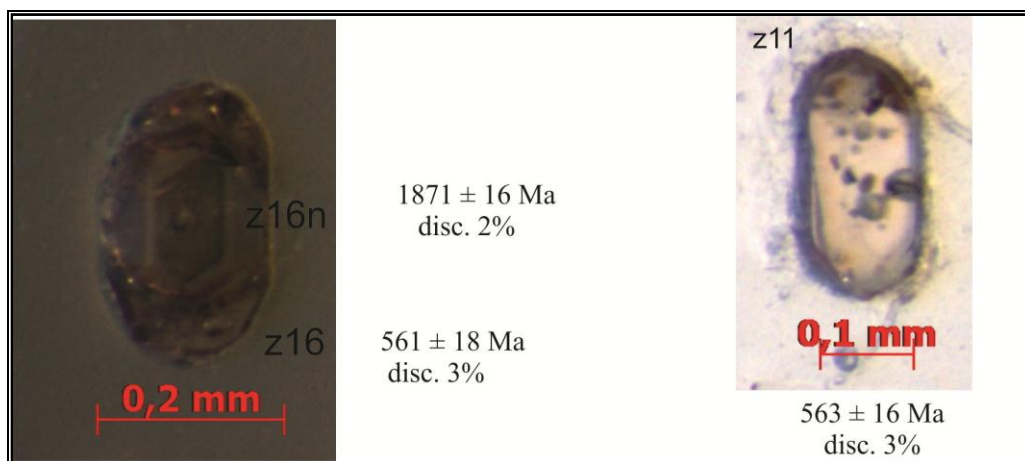 z16n
z16
0,2 mm
1871 ± 16 Ma
disc. 2%
561 ± 18 Ma
disc. 3%
z11
0,1 mm
563 ± 16 Ma
disc. 3%